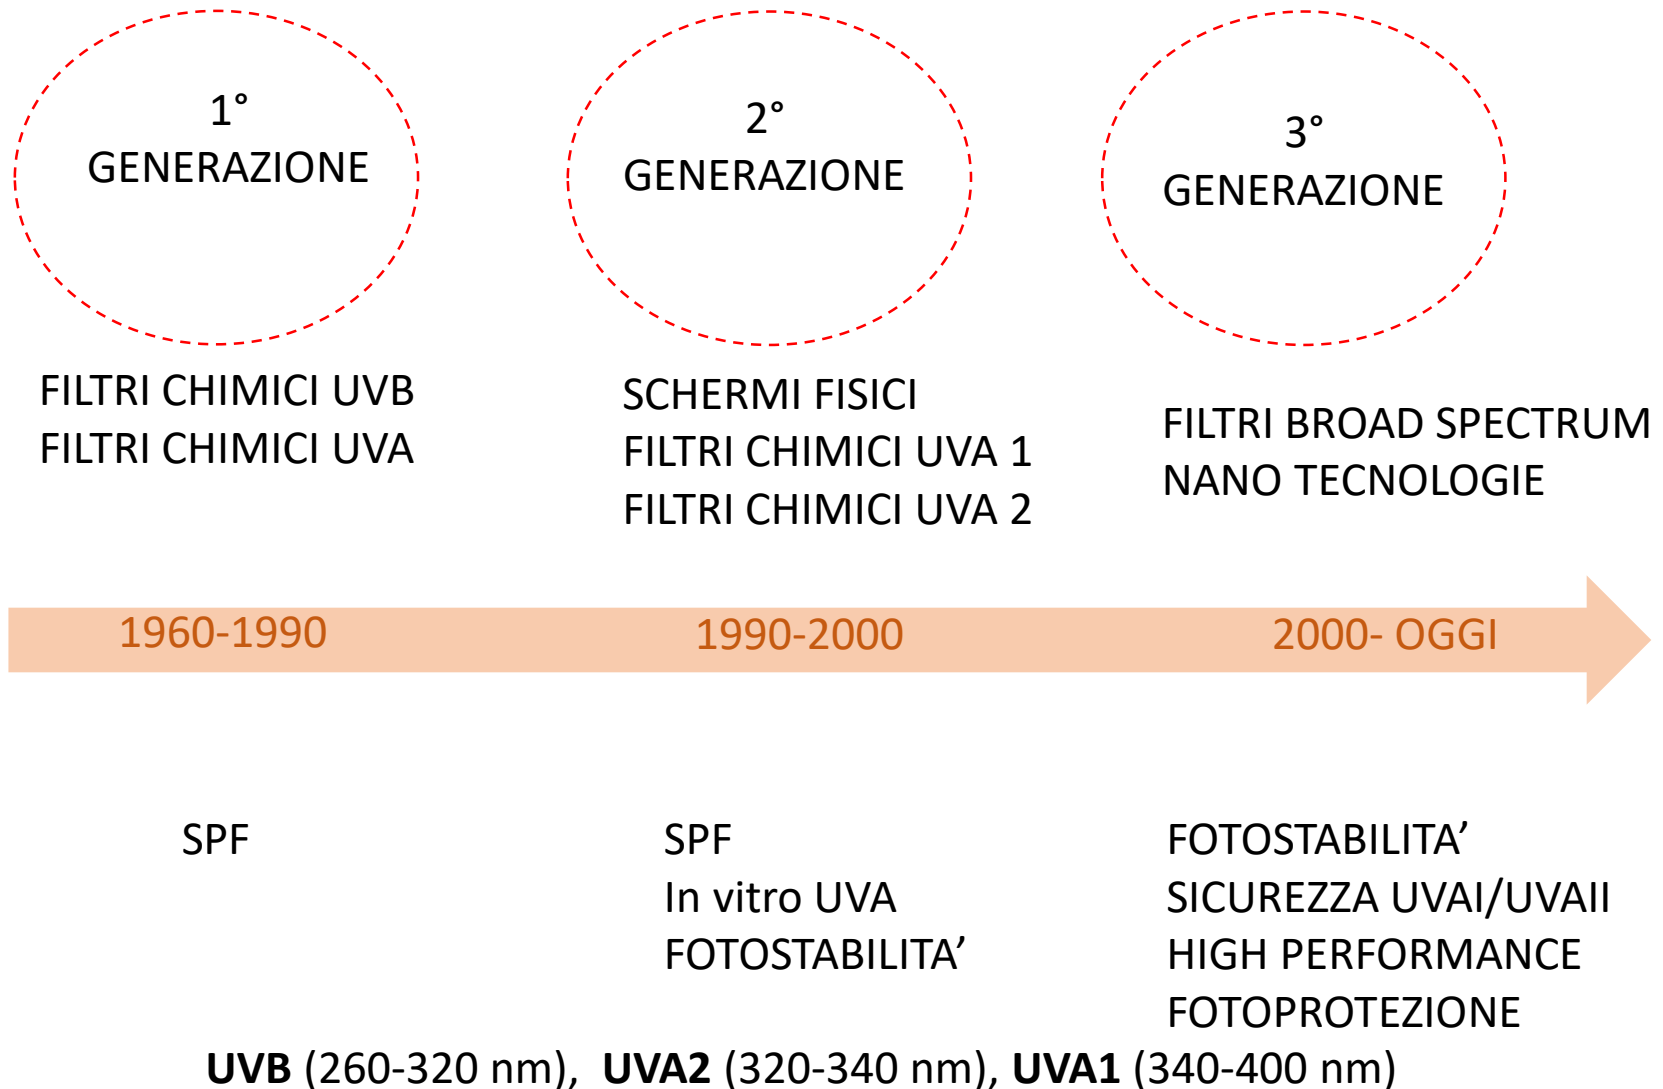 1°
GENERAZIONE
FILTRI CHIMICI UVB
FILTRI CHIMICI UVA
2°
GENERAZIONE
SCHERMI FISICI
FILTRI CHIMICI UVA 1
FILTRI CHIMICI UVA 2
3°
GENERAZIONE
FILTRI BROAD SPECTRUM
NANO TECNOLOGIE
1960-1990
1990-2000
2000- OGGI
SPF
SPF
In vitro UVA
FOTOSTABILITA’
FOTOSTABILITA’
SICUREZZA UVAI/UVAII
HIGH PERFORMANCE
FOTOPROTEZIONE
UVB (260-320 nm), UVA2 (320-340 nm), UVA1 (340-400 nm)